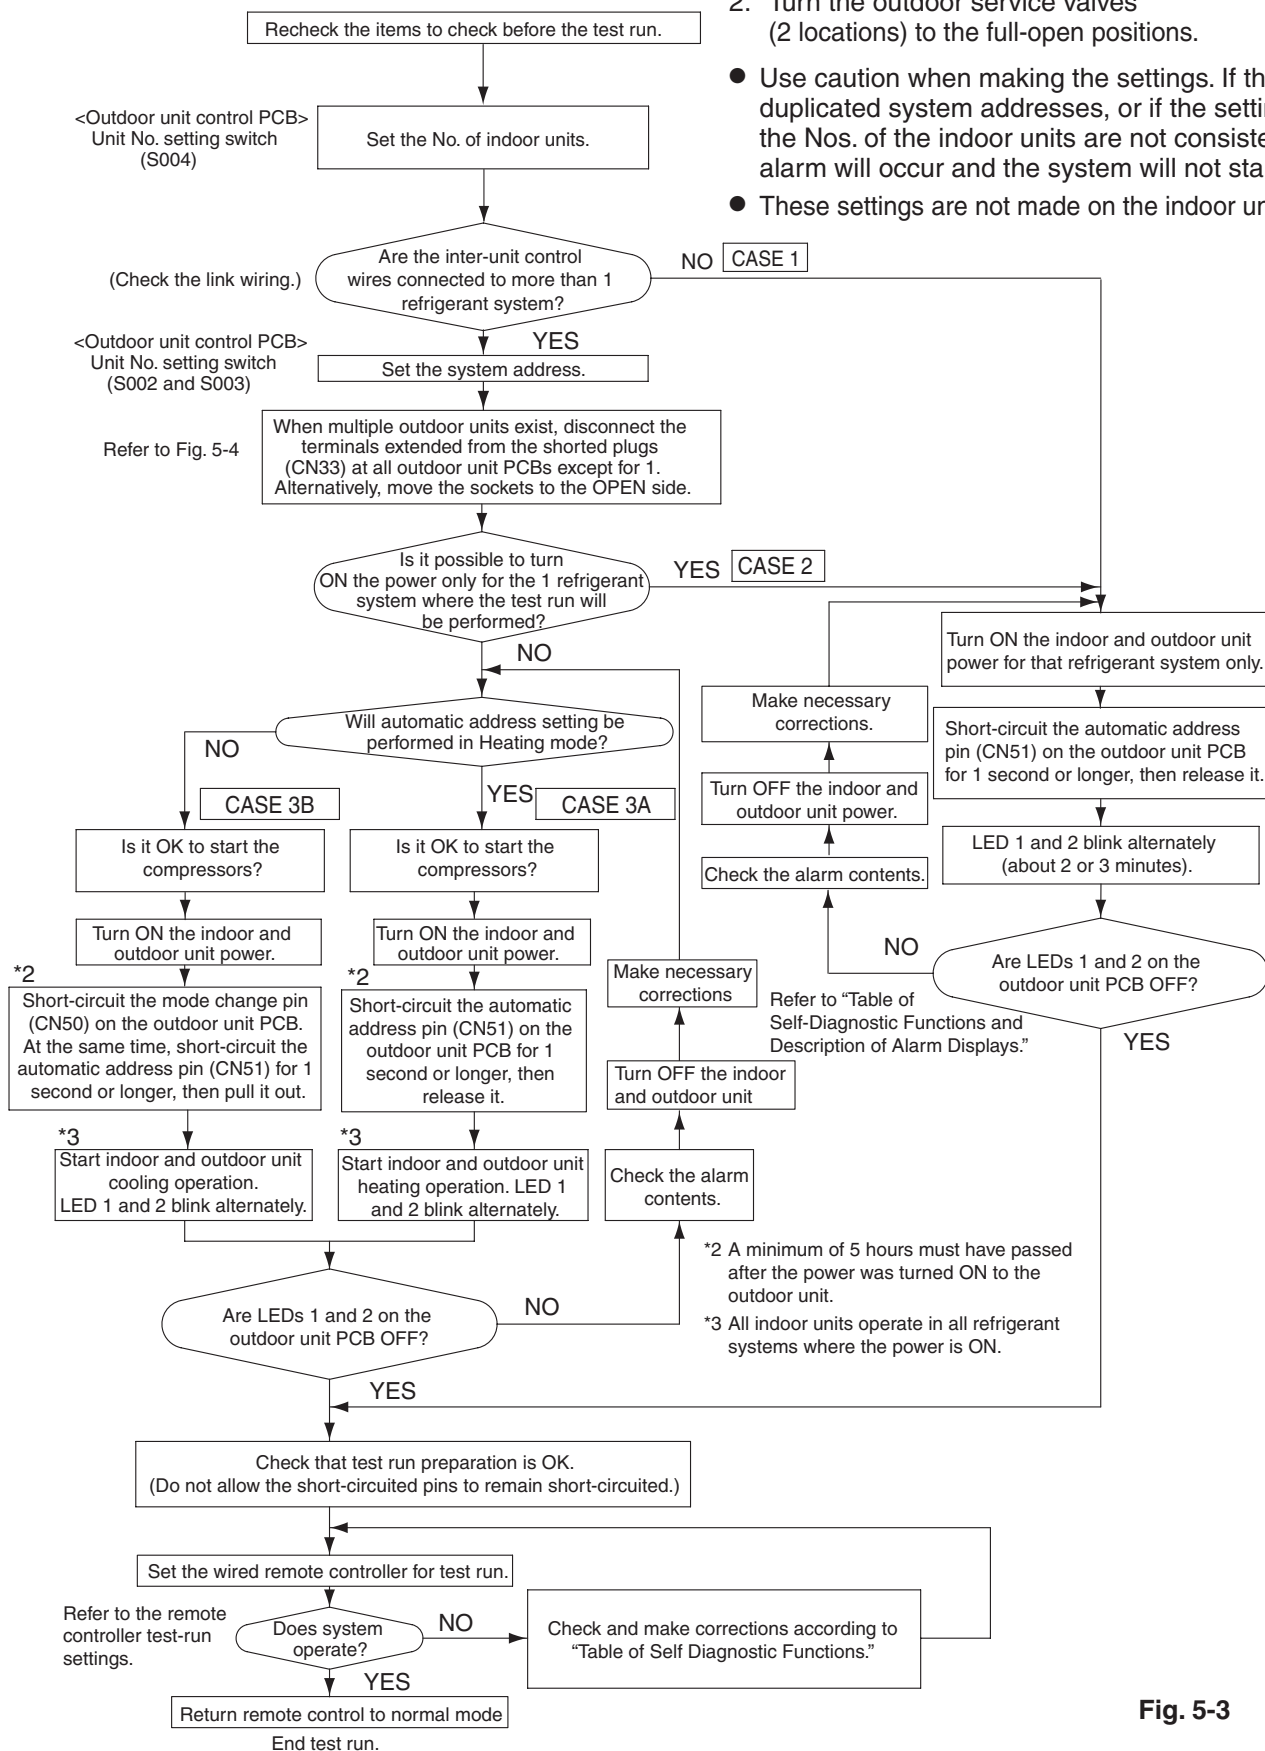 2. Turn the outdoor service valves
(2 locations) to the full-open positions.
● Use caution when making the settings. If th
duplicated system addresses, or if the settin
the Nos. of the indoor units are not consiste
alarm will occur and the system will not sta
● These settings are not made on the indoor un
Recheck the items to check before the test run.
<Outdoor unit control PCB>
Unit No. setting switch
(S004)
Set the No. of indoor units.
(Check the link wiring.)
Are the inter-unit control
wires connected to more than 1
refrigerant system?
NO
CASE 1
YES
<Outdoor unit control PCB>
Unit No. setting switch
(S002 and S003)
Set the system address.
Refer to Fig. 5-4
When multiple outdoor units exist, disconnect the
terminals extended from the shorted plugs
(CN33) at all outdoor unit PCBs except for 1.
Alternatively, move the sockets to the OPEN side.
Is it possible to turn
ON the power only for the 1 refrigerant
system where the test run will
be performed?
YES
CASE 2
NO
Will automatic address setting be
performed in Heating mode?
NO
CASE 3B
YES
CASE 3A
Is it OK to start the
compressors?
Turn ON the indoor and
outdoor unit power.
*2
Short-circuit the mode change pin
(CN50) on the outdoor unit PCB.
At the same time, short-circuit the
automatic address pin (CN51) for 1
second or longer, then pull it out.
*3
Start indoor and outdoor unit
cooling operation.
LED 1 and 2 blink alternately.
Is it OK to start the
compressors?
Turn ON the indoor and
outdoor unit power.
*2
Short-circuit the automatic
address pin (CN51) on the
outdoor unit PCB for 1
second or longer, then
release it.
*3
Start indoor and outdoor unit
heating operation. LED 1
and 2 blink alternately.
Make necessary
corrections
Turn OFF the indoor
and outdoor unit
Check the alarm
contents.
Make necessary
corrections.
Turn OFF the indoor and
outdoor unit power.
Check the alarm contents.
Turn ON the indoor and outdoor unit
power for that refrigerant system only.
Short-circuit the automatic address
pin (CN51) on the outdoor unit PCB
for 1 second or longer, then release it.
LED 1 and 2 blink alternately
(about 2 or 3 minutes).
NO
Are LEDs 1 and 2 on the
outdoor unit PCB OFF?
YES
Refer to “Table of
Self-Diagnostic Functions and
Description of Alarm Displays.”
*2 A minimum of 5 hours must have passed
after the power was turned ON to the
outdoor unit.
*3 All indoor units operate in all refrigerant
systems where the power is ON.
Are LEDs 1 and 2 on the
outdoor unit PCB OFF?
NO
YES
Check that test run preparation is OK.
(Do not allow the short-circuited pins to remain short-circuited.)
Set the wired remote controller for test run.
Refer to the remote
controller test-run
settings.
Does system
operate?
NO
Check and make corrections according to
“Table of Self Diagnostic Functions.”
YES
Return remote control to normal mode
End test run.
Fig. 5-3